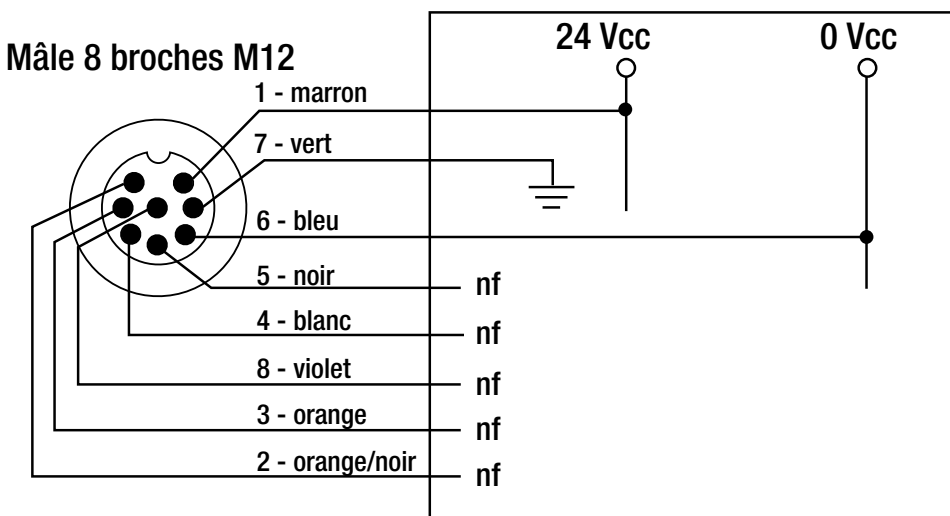 24 Vcc
0 Vcc
Mâle 8 broches M12
1 - marron
7 - vert
6 - bleu
5 - noir
nf
4 - blanc
nf
8 - violet
nf
3 - orange
nf
2 - orange/noir
nf